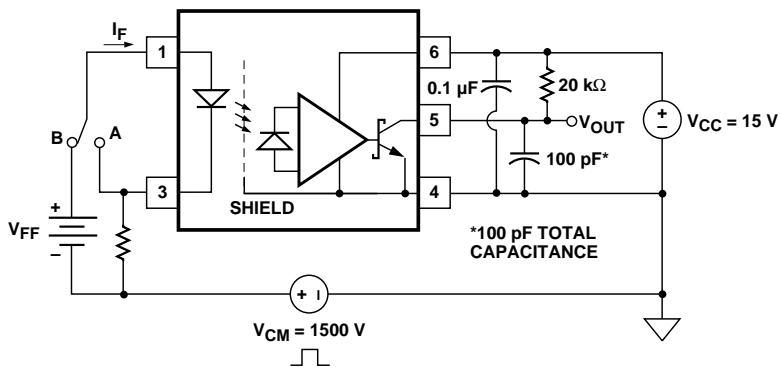 I_F
1
6
0.1 µF
20 kΩ
B
A
5
V_OUT
+
−
V_CC = 15 V
100 pF*
3
4
SHIELD
+
V_FF
−
*100 pF TOTAL
CAPACITANCE
+ −
V_CM = 1500 V